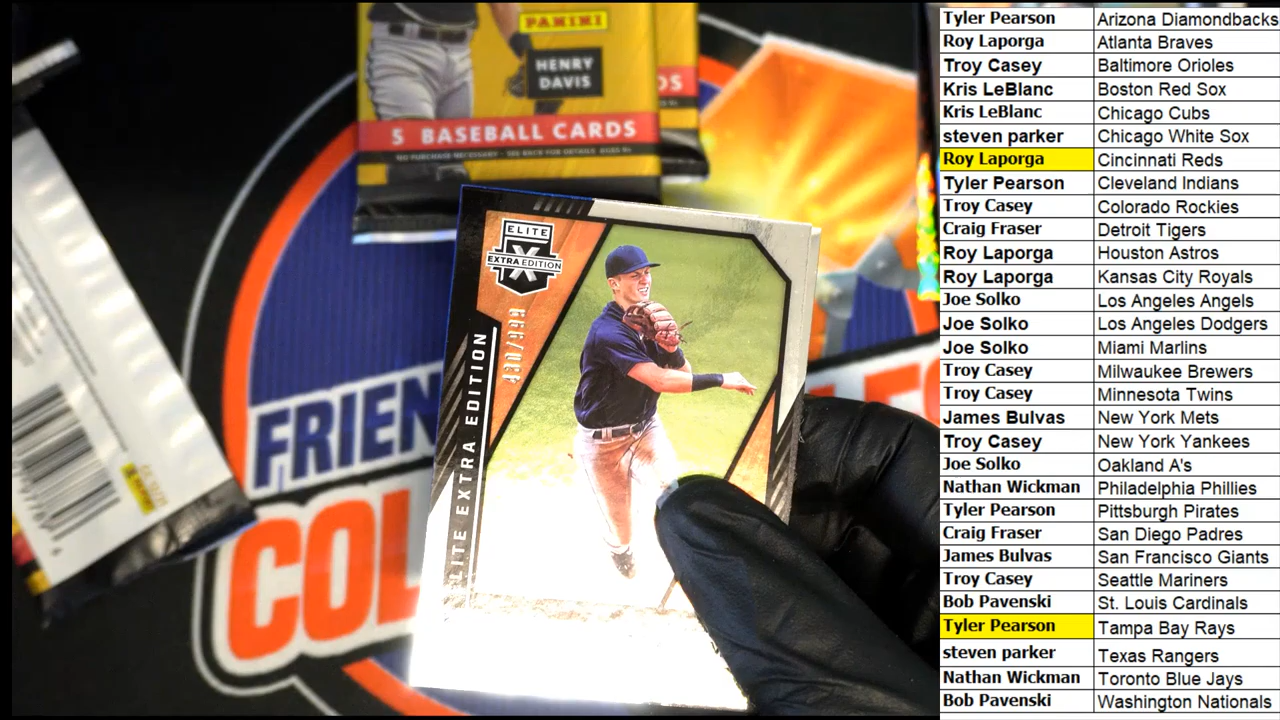 PANINI
HENRY
DAVIS
5 BASEBALL CARDS
NO PURCHASE NECESSARY - SEE BACK FOR DETAILS
ELITE
EXTRA EDITION
X
ELITE EXTRA EDITION
FRIEN
COL
Tyler Pearson Arizona Diamondbacks
Roy Laporga Atlanta Braves
Troy Casey Baltimore Orioles
Kris LeBlanc Boston Red Sox
Kris LeBlanc Chicago Cubs
steven parker Chicago White Sox
Roy Laporga Cincinnati Reds
Tyler Pearson Cleveland Indians
Troy Casey Colorado Rockies
Craig Fraser Detroit Tigers
Roy Laporga Houston Astros
Roy Laporga Kansas City Royals
Joe Solko Los Angeles Angels
Joe Solko Los Angeles Dodgers
Joe Solko Miami Marlins
Troy Casey Milwaukee Brewers
Troy Casey Minnesota Twins
James Bulvas New York Mets
Troy Casey New York Yankees
Joe Solko Oakland A's
Nathan Wickman Philadelphia Phillies
Tyler Pearson Pittsburgh Pirates
Craig Fraser San Diego Padres
James Bulvas San Francisco Giants
Troy Casey Seattle Mariners
Bob Pavenski St. Louis Cardinals
Tyler Pearson Tampa Bay Rays
steven parker Texas Rangers
Nathan Wickman Toronto Blue Jays
Bob Pavenski Washington Nationals